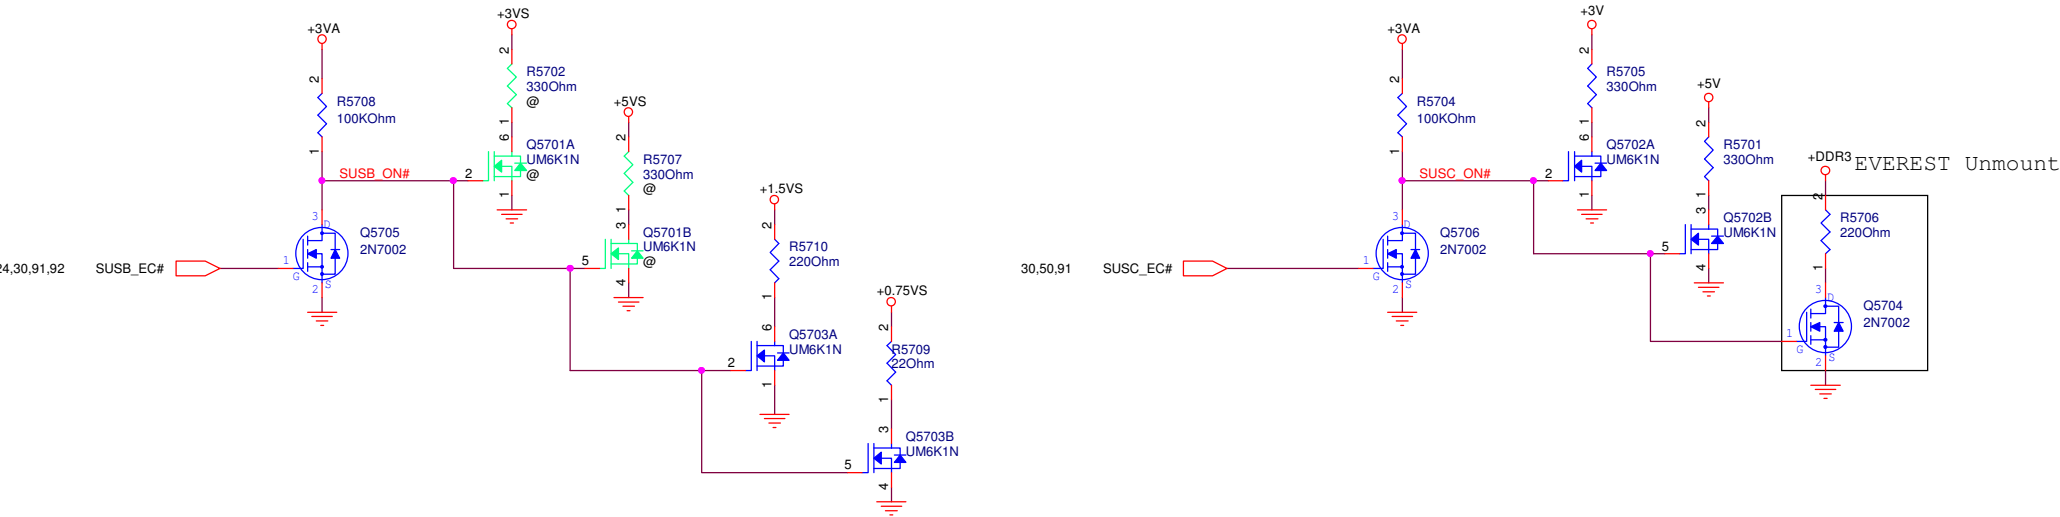 +3VA
2
R5708
100KOhm
1
SUSB_ON#
3
D
Q5705
2N7002
1
G
2
S
24,30,91,92
SUSB_EC#
+3VS
2
R5702
330Ohm
@
1
6
Q5701A
UM6K1N
@
2
1
+5VS
2
R5707
330Ohm
@
1
3
Q5701B
UM6K1N
@
5
4
+1.5VS
2
R5710
220Ohm
1
6
Q5703A
UM6K1N
2
1
+0.75VS
2
R5709
22Ohm
1
3
Q5703B
UM6K1N
5
4
+3VA
2
R5704
100KOhm
1
SUSC_ON#
3
D
Q5706
2N7002
1
G
2
S
30,50,91
SUSC_EC#
+3V
2
R5705
330Ohm
1
6
Q5702A
UM6K1N
2
1
+5V
2
R5701
330Ohm
1
3
Q5702B
UM6K1N
5
4
+DDR3
EVEREST Unmount
2
R5706
220Ohm
1
3
D
Q5704
2N7002
1
G
2
S